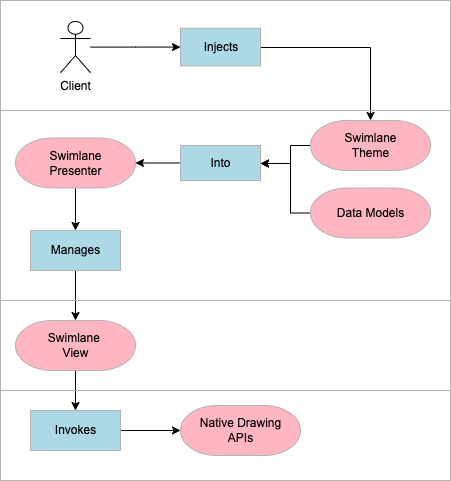 Injects
Client
Swimlane
Theme
Swimlane
Presenter
Into
Data Models
Manages
Swimlane
View
Invokes
Native Drawing
APIs